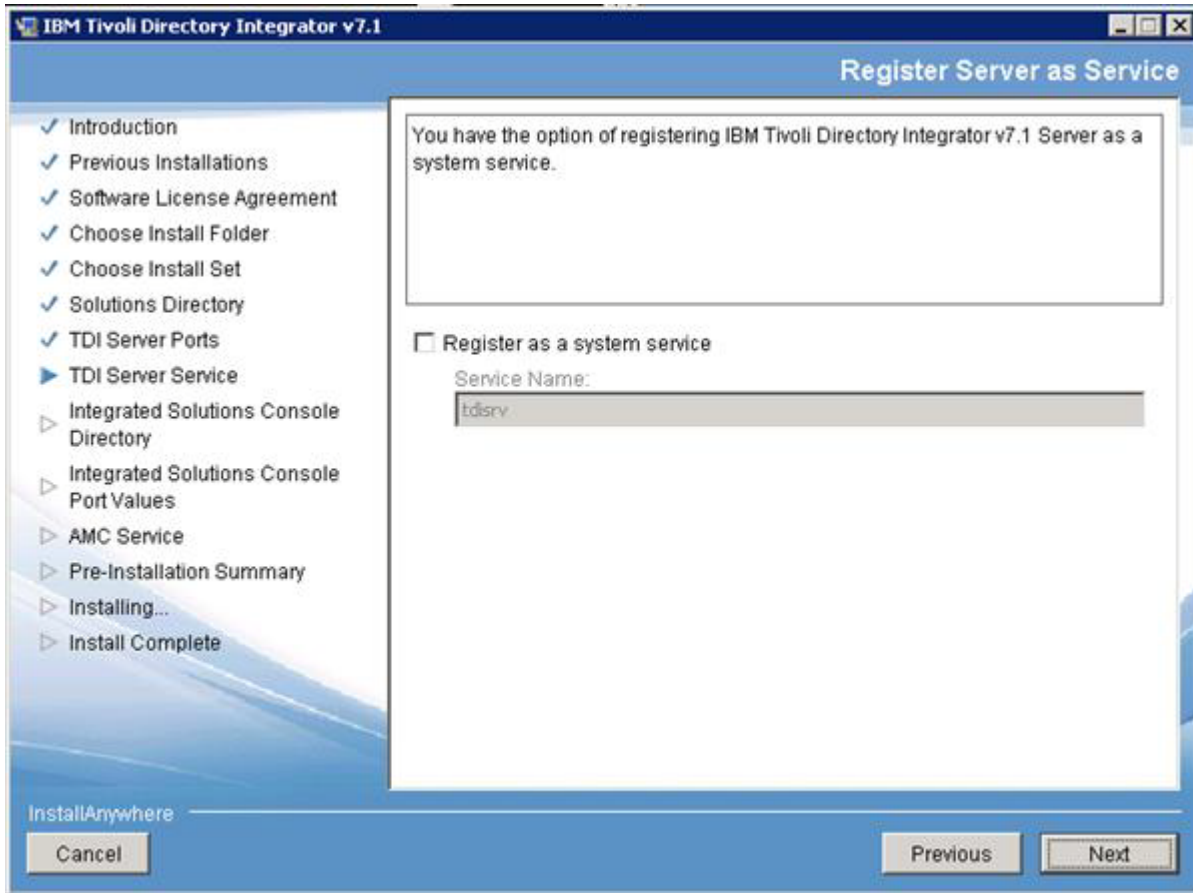 IBM Tivoli Directory Integrator v7.1
Register Server as Service
Introduction
Previous Installations
Software License Agreement
Choose Install Folder
Choose Install Set
Solutions Directory
TDI Server Ports
TDI Server Service
Integrated Solutions Console
Directory
Integrated Solutions Console
Port Values
AMC Service
Pre-Installation Summary
Installing...
Install Complete
You have the option of registering IBM Tivoli Directory Integrator v7.1 Server as a
system service.
Register as a system service
Service Name:
tdisrv
InstallAnywhere
Cancel
Previous
Next